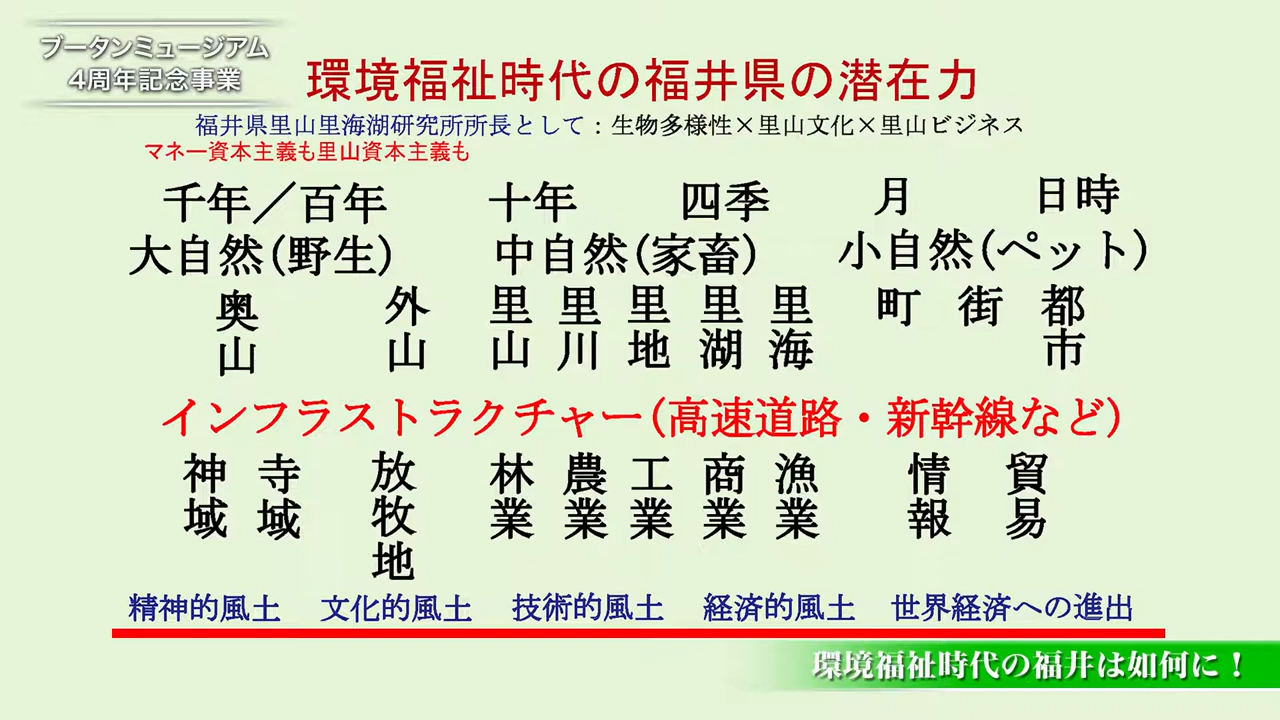 ブータンミュージアム
4周年記念事業
環境福祉時代の福井県の潜在力
福井県里山里海湖研究所所長として：生物多様性×里山文化×里山ビジネス
マネー資本主義も里山資本主義も
千年／百年 十年 四季 月 日時
大自然(野生) 中自然(家畜) 小自然(ペット)
奥山 外山 里山 里川 里地 里湖 里海 町 街 都市
インフラストラクチャー(高速道路・新幹線など)
神域 寺域 放牧地 林業 農業 工業 商業 漁業 情報 貿易
精神的風土 文化的風土 技術的風土 経済的風土 世界経済への進出
環境福祉時代の福井は如何に！